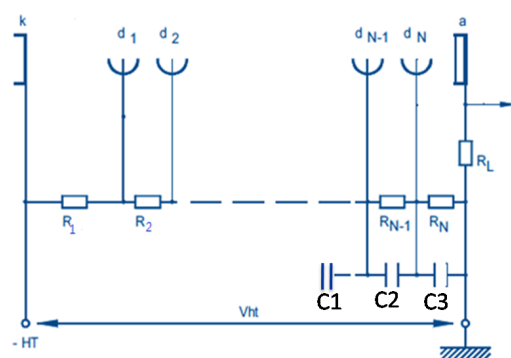 k d 1 d 2 d N-1 d N a
R L
R 1 R 2 R N-1 R N
C1 C2 C3
Vht
- HT